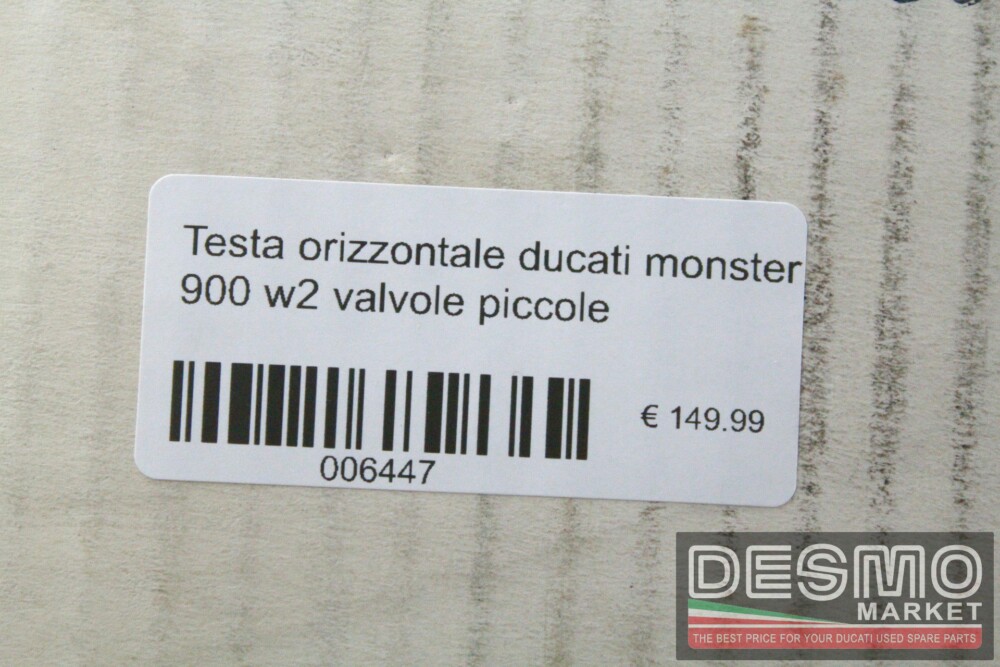 Testa orizzontale ducati monster
900 w2 valvole piccole
€ 149.99
006447
DESMO
MARKET
THE BEST PRICE FOR YOUR DUCATI USED SPARE PARTS